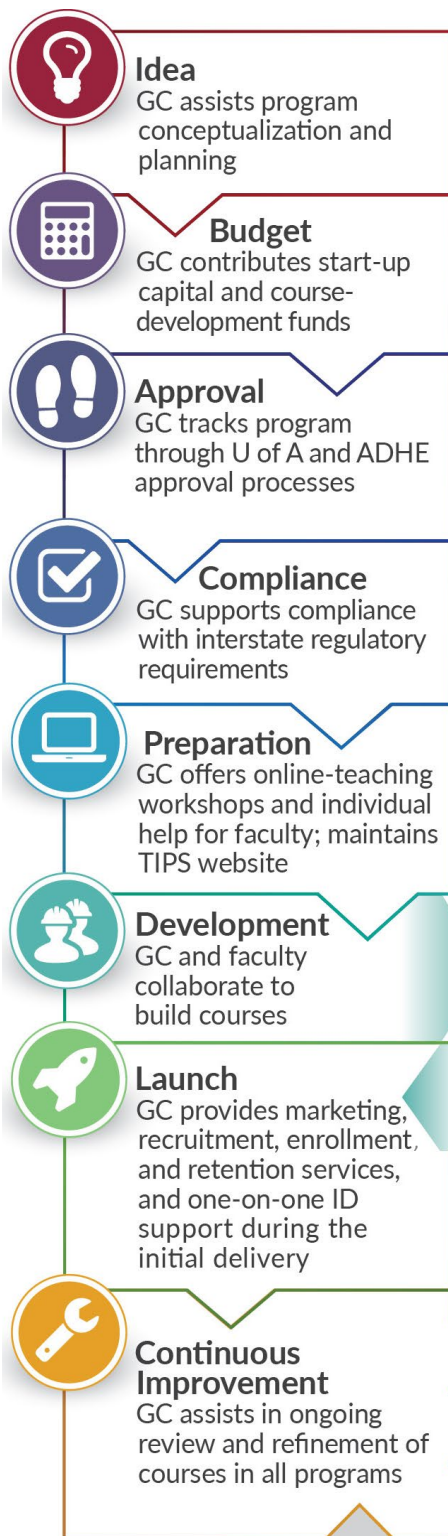 Idea
GC assists program
conceptualization and
planning
Budget
GC contributes start-up
capital and course-
development funds
Approval
GC tracks program
through U of A and ADHE
approval processes
Compliance
GC supports compliance
with interstate regulatory
requirements
Preparation
GC offers online-teaching
workshops and individual
help for faculty; maintains
TIPS website
Development
GC and faculty
collaborate to
build courses
Launch
GC provides marketing,
recruitment, enrollment,
and retention services,
and one-on-one ID
support during the
initial delivery
Continuous
Improvement
GC assists in ongoing
review and refinement of
courses in all programs